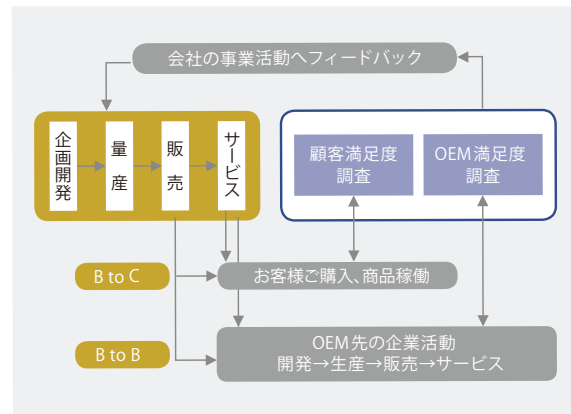 会社の事業活動へフィードバック
企画開発
量産
販売
サービス
顧客満足度
調査
OEM満足度
調査
B to C
お客様ご購入、商品稼働
B to B
OEM先の企業活動
開発→生産→販売→サービス